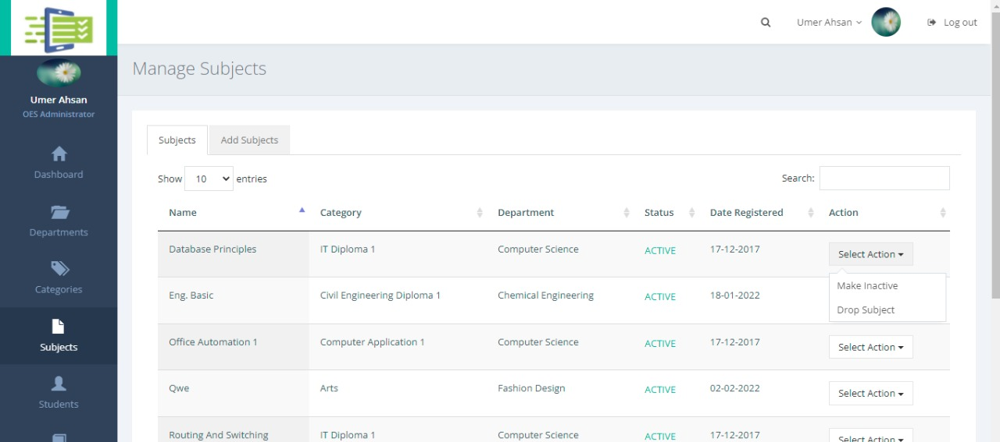 Umer Ahsan
Log out
Umer Ahsan
OES Administrator
Dashboard
Departments
Categories
Subjects
Students
Manage Subjects
Subjects
Add Subjects
Show 10 entries
Search:
Name Category Department Status Date Registered Action
Database Principles IT Diploma 1 Computer Science ACTIVE 17-12-2017 Select Action
Make Inactive
Drop Subject
Eng. Basic Civil Engineering Diploma 1 Chemical Engineering ACTIVE 18-01-2022
Office Automation 1 Computer Application 1 Computer Science ACTIVE 17-12-2017 Select Action
Qwe Arts Fashion Design ACTIVE 02-02-2022 Select Action
Routing And Switching IT Diploma 1 Computer Science ACTIVE 17-12-2017 Select Action